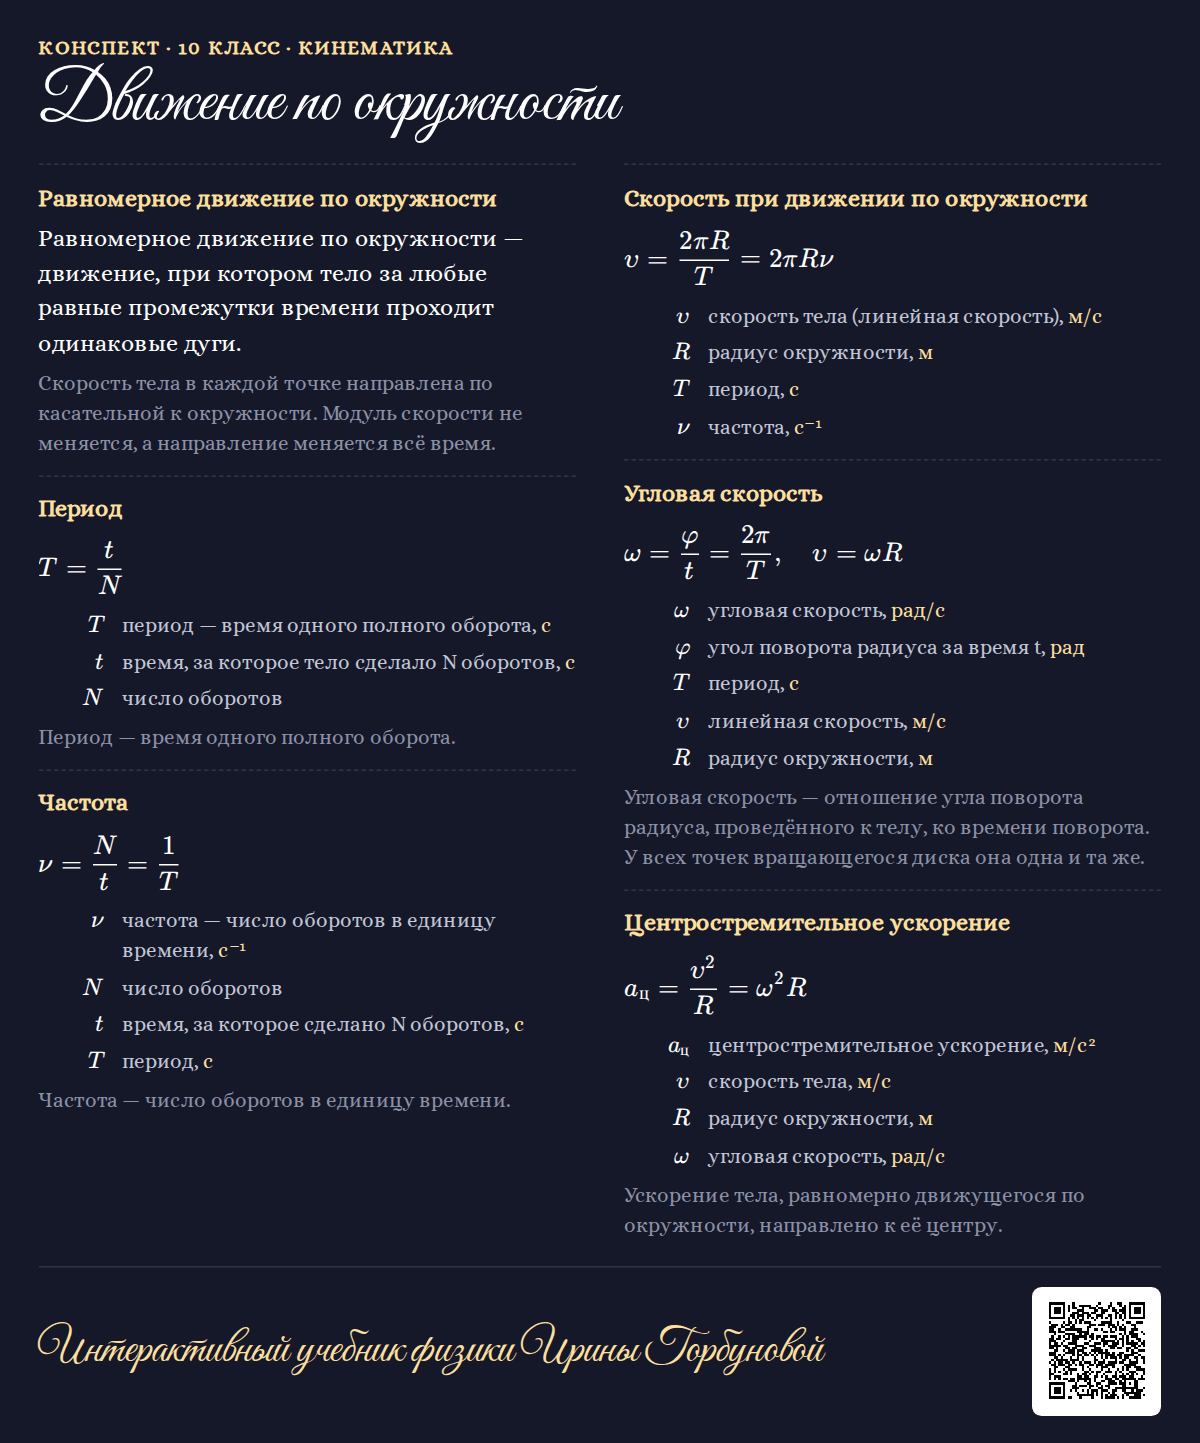 КОНСПЕКТ · 10 КЛАСС · КИНЕМАТИКА
Движение по окружности
Равномерное движение по окружности
Равномерное движение по окружности —
движение, при котором тело за любые
равные промежутки времени проходит
одинаковые дуги.
Скорость тела в каждой точке направлена по
касательной к окружности. Модуль скорости не
меняется, а направление меняется всё время.
Период
T = t/N
T период — время одного полного оборота, с
t время, за которое тело сделало N оборотов, с
N число оборотов
Период — время одного полного оборота.
Частота
ν = N/t = 1/T
ν частота — число оборотов в единицу
времени, с⁻¹
N число оборотов
t время, за которое сделано N оборотов, с
T период, с
Частота — число оборотов в единицу времени.
Скорость при движении по окружности
υ = 2πR/T = 2πRν
υ скорость тела (линейная скорость), м/с
R радиус окружности, м
T период, с
ν частота, с⁻¹
Угловая скорость
ω = φ/t = 2π/T, υ = ωR
ω угловая скорость, рад/с
φ угол поворота радиуса за время t, рад
T период, с
υ линейная скорость, м/с
R радиус окружности, м
Угловая скорость — отношение угла поворота
радиуса, проведённого к телу, ко времени поворота.
У всех точек вращающегося диска она одна и та же.
Центростремительное ускорение
aц = υ²/R = ω²R
aц центростремительное ускорение, м/с²
υ скорость тела, м/с
R радиус окружности, м
ω угловая скорость, рад/с
Ускорение тела, равномерно движущегося по
окружности, направлено к её центру.
Интерактивный учебник физики Ирины Горбуновой